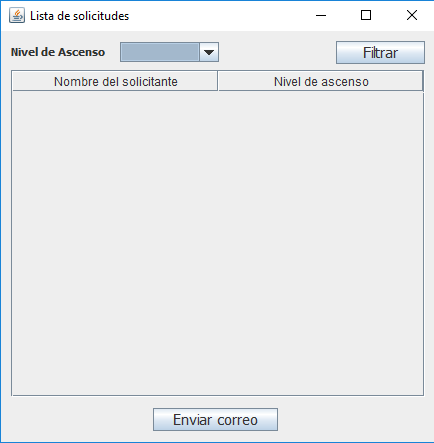 Lista de solicitudes
Nivel de Ascenso
Filtrar
Nombre del solicitante
Nivel de ascenso
Enviar correo